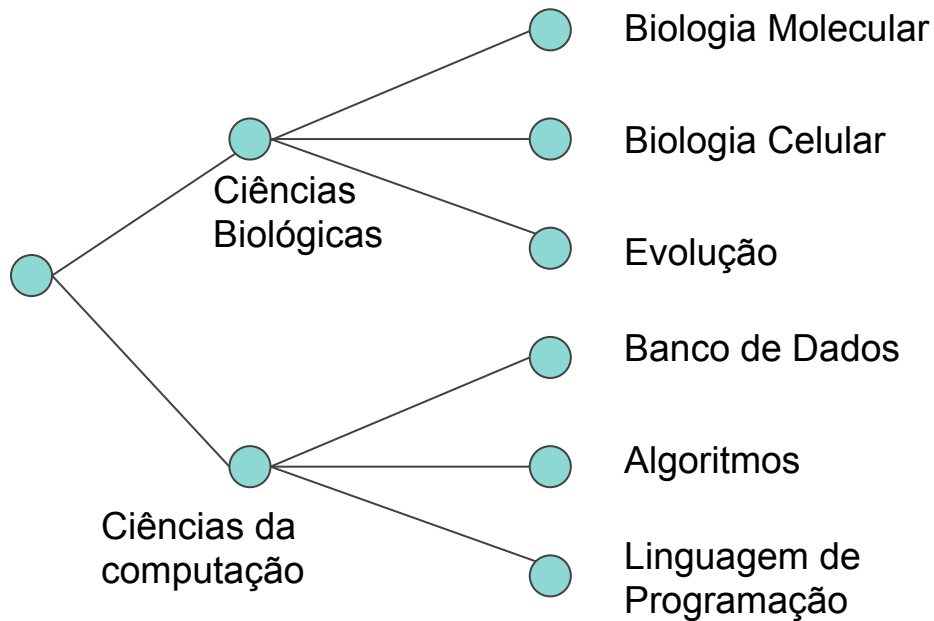 Biologia Molecular
Biologia Celular
Ciências
Biológicas
Evolução
Banco de Dados
Algoritmos
Ciências da
computação
Linguagem de
Programação